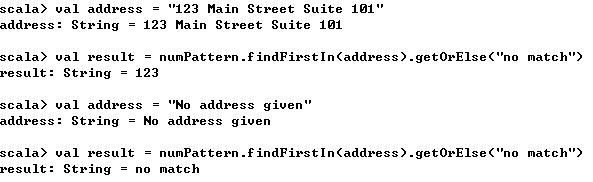 scala> val address = "123 Main Street Suite 101"
address: String = 123 Main Street Suite 101
scala> val result = numPattern.findFirstIn(address).getOrElse("no match")
result: String = 123
scala> val address = "No address given"
address: String = No address given
scala> val result = numPattern.findFirstIn(address).getOrElse("no match")
result: String = no match